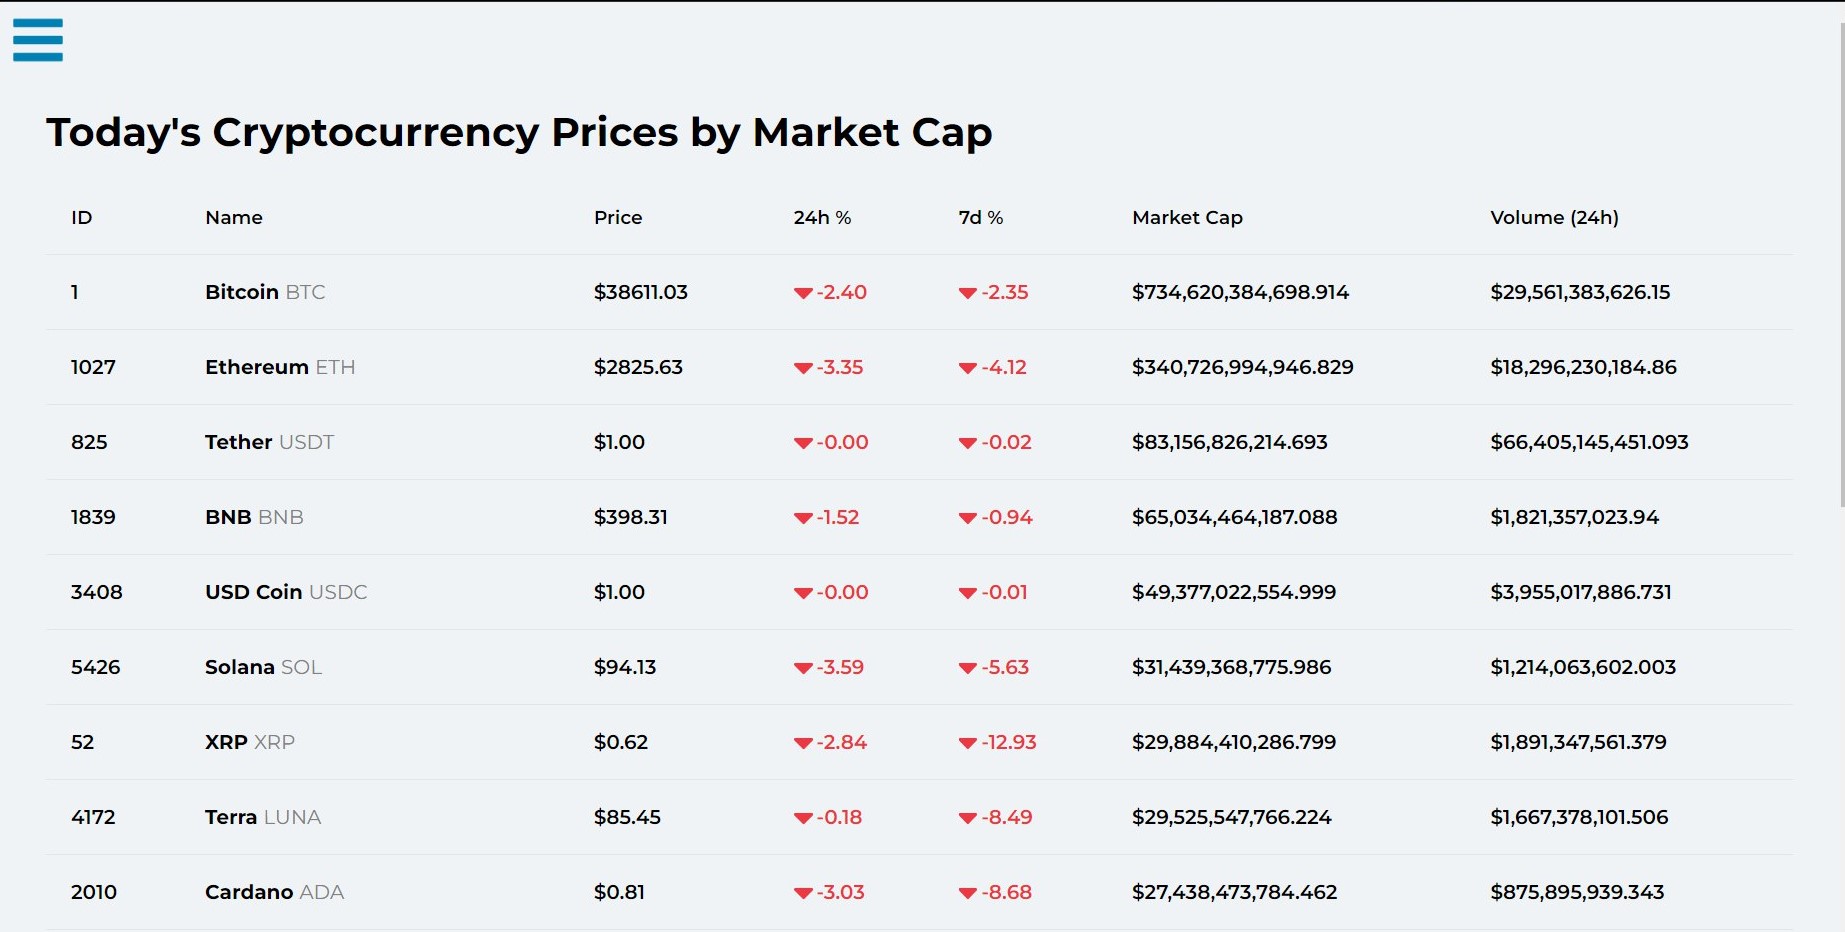 Today's Cryptocurrency Prices by Market Cap
ID Name Price 24h % 7d % Market Cap Volume (24h)
1 Bitcoin BTC $38611.03 -2.40 -2.35 $734,620,384,698.914 $29,561,383,626.15
1027 Ethereum ETH $2825.63 -3.35 -4.12 $340,726,994,946.829 $18,296,230,184.86
825 Tether USDT $1.00 -0.00 -0.02 $83,156,826,214.693 $66,405,145,451.093
1839 BNB BNB $398.31 -1.52 -0.94 $65,034,464,187.088 $1,821,357,023.94
3408 USD Coin USDC $1.00 -0.00 -0.01 $49,377,022,554.999 $3,955,017,886.731
5426 Solana SOL $94.13 -3.59 -5.63 $31,439,368,775.986 $1,214,063,602.003
52 XRP XRP $0.62 -2.84 -12.93 $29,884,410,286.799 $1,891,347,561.379
4172 Terra LUNA $85.45 -0.18 -8.49 $29,525,547,766.224 $1,667,378,101.506
2010 Cardano ADA $0.81 -3.03 -8.68 $27,438,473,784.462 $875,895,939.343